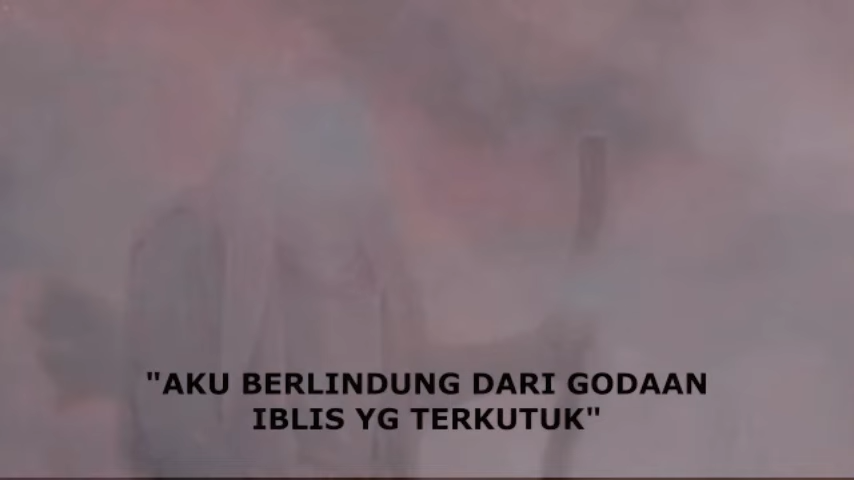 "AKU BERLINDUNG DARI GODAAN
IBLIS YG TERKUTUK"